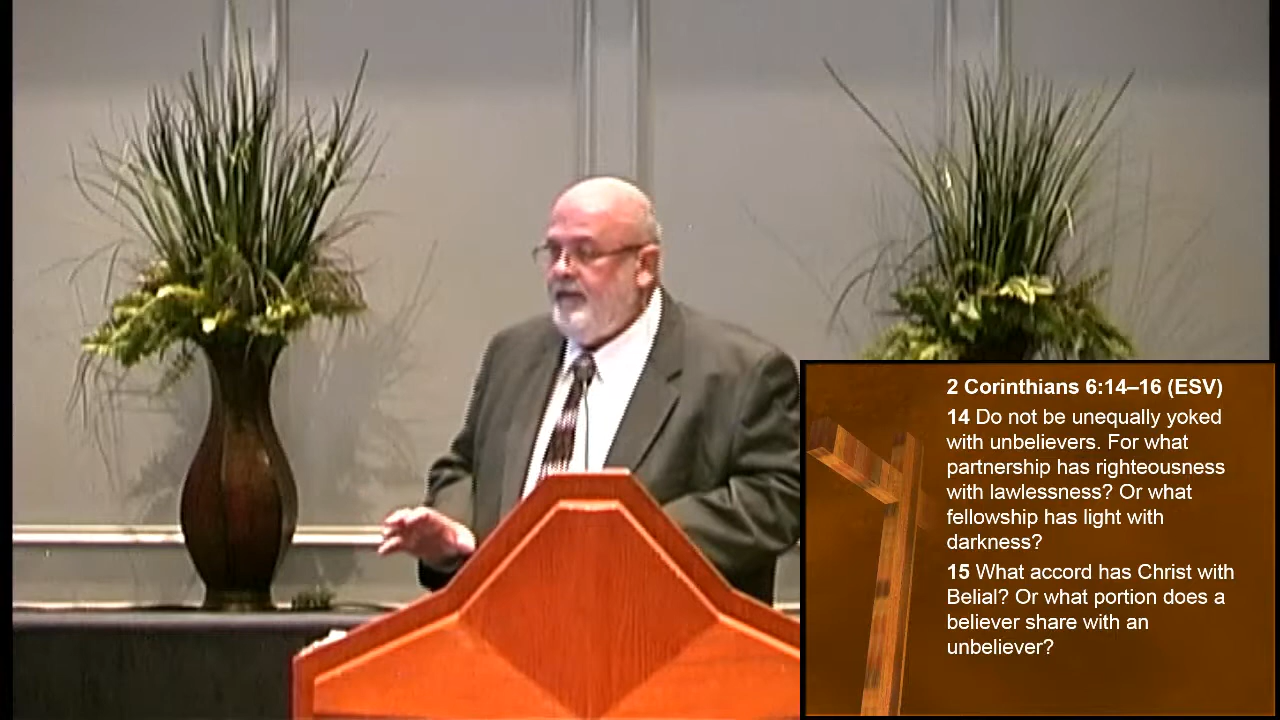 2 Corinthians 6:14–16 (ESV)
14 Do not be unequally yoked
with unbelievers. For what
partnership has righteousness
with lawlessness? Or what
fellowship has light with
darkness?
15 What accord has Christ with
Belial? Or what portion does a
believer share with an
unbeliever?